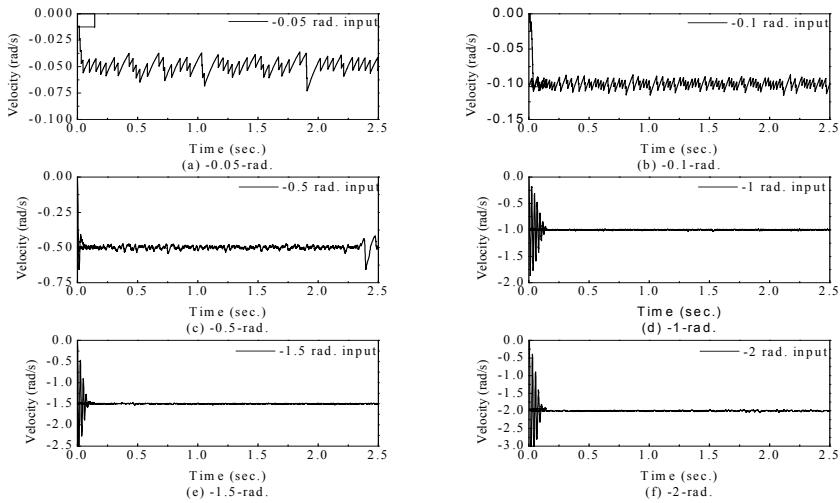 0.000
-0.025
-0.050
-0.075
-0.100
Velocity (rad/s)
-0.05 rad. input
0.0 0.5 1.0 1.5 2.0 2.5
Time (sec.)
(a) -0.05-rad.
0.00
-0.05
-0.10
-0.15
Velocity (rad/s)
-0.1 rad. input
0.0 0.5 1.0 1.5 2.0 2.5
Time (sec.)
(b) -0.1-rad.
0.00
-0.25
-0.50
-0.75
Velocity (rad/s)
-0.5 rad. input
0.0 0.5 1.0 1.5 2.0 2.5
Time (sec.)
(c) -0.5-rad.
0.0
-0.5
-1.0
-1.5
-2.0
Velocity (rad/s)
-1 rad. input
0.0 0.5 1.0 1.5 2.0 2.5
Time (sec.)
(d) -1-rad.
0.0
-0.5
-1.0
-1.5
-2.0
-2.5
Velocity (rad/s)
-1.5 rad. input
0.0 0.5 1.0 1.5 2.0 2.5
Time (sec.)
(e) -1.5-rad.
0.0
-0.5
-1.0
-1.5
-2.0
-2.5
-3.0
Velocity (rad/s)
-2 rad. input
0.0 0.5 1.0 1.5 2.0 2.5
Time (sec.)
(f) -2-rad.